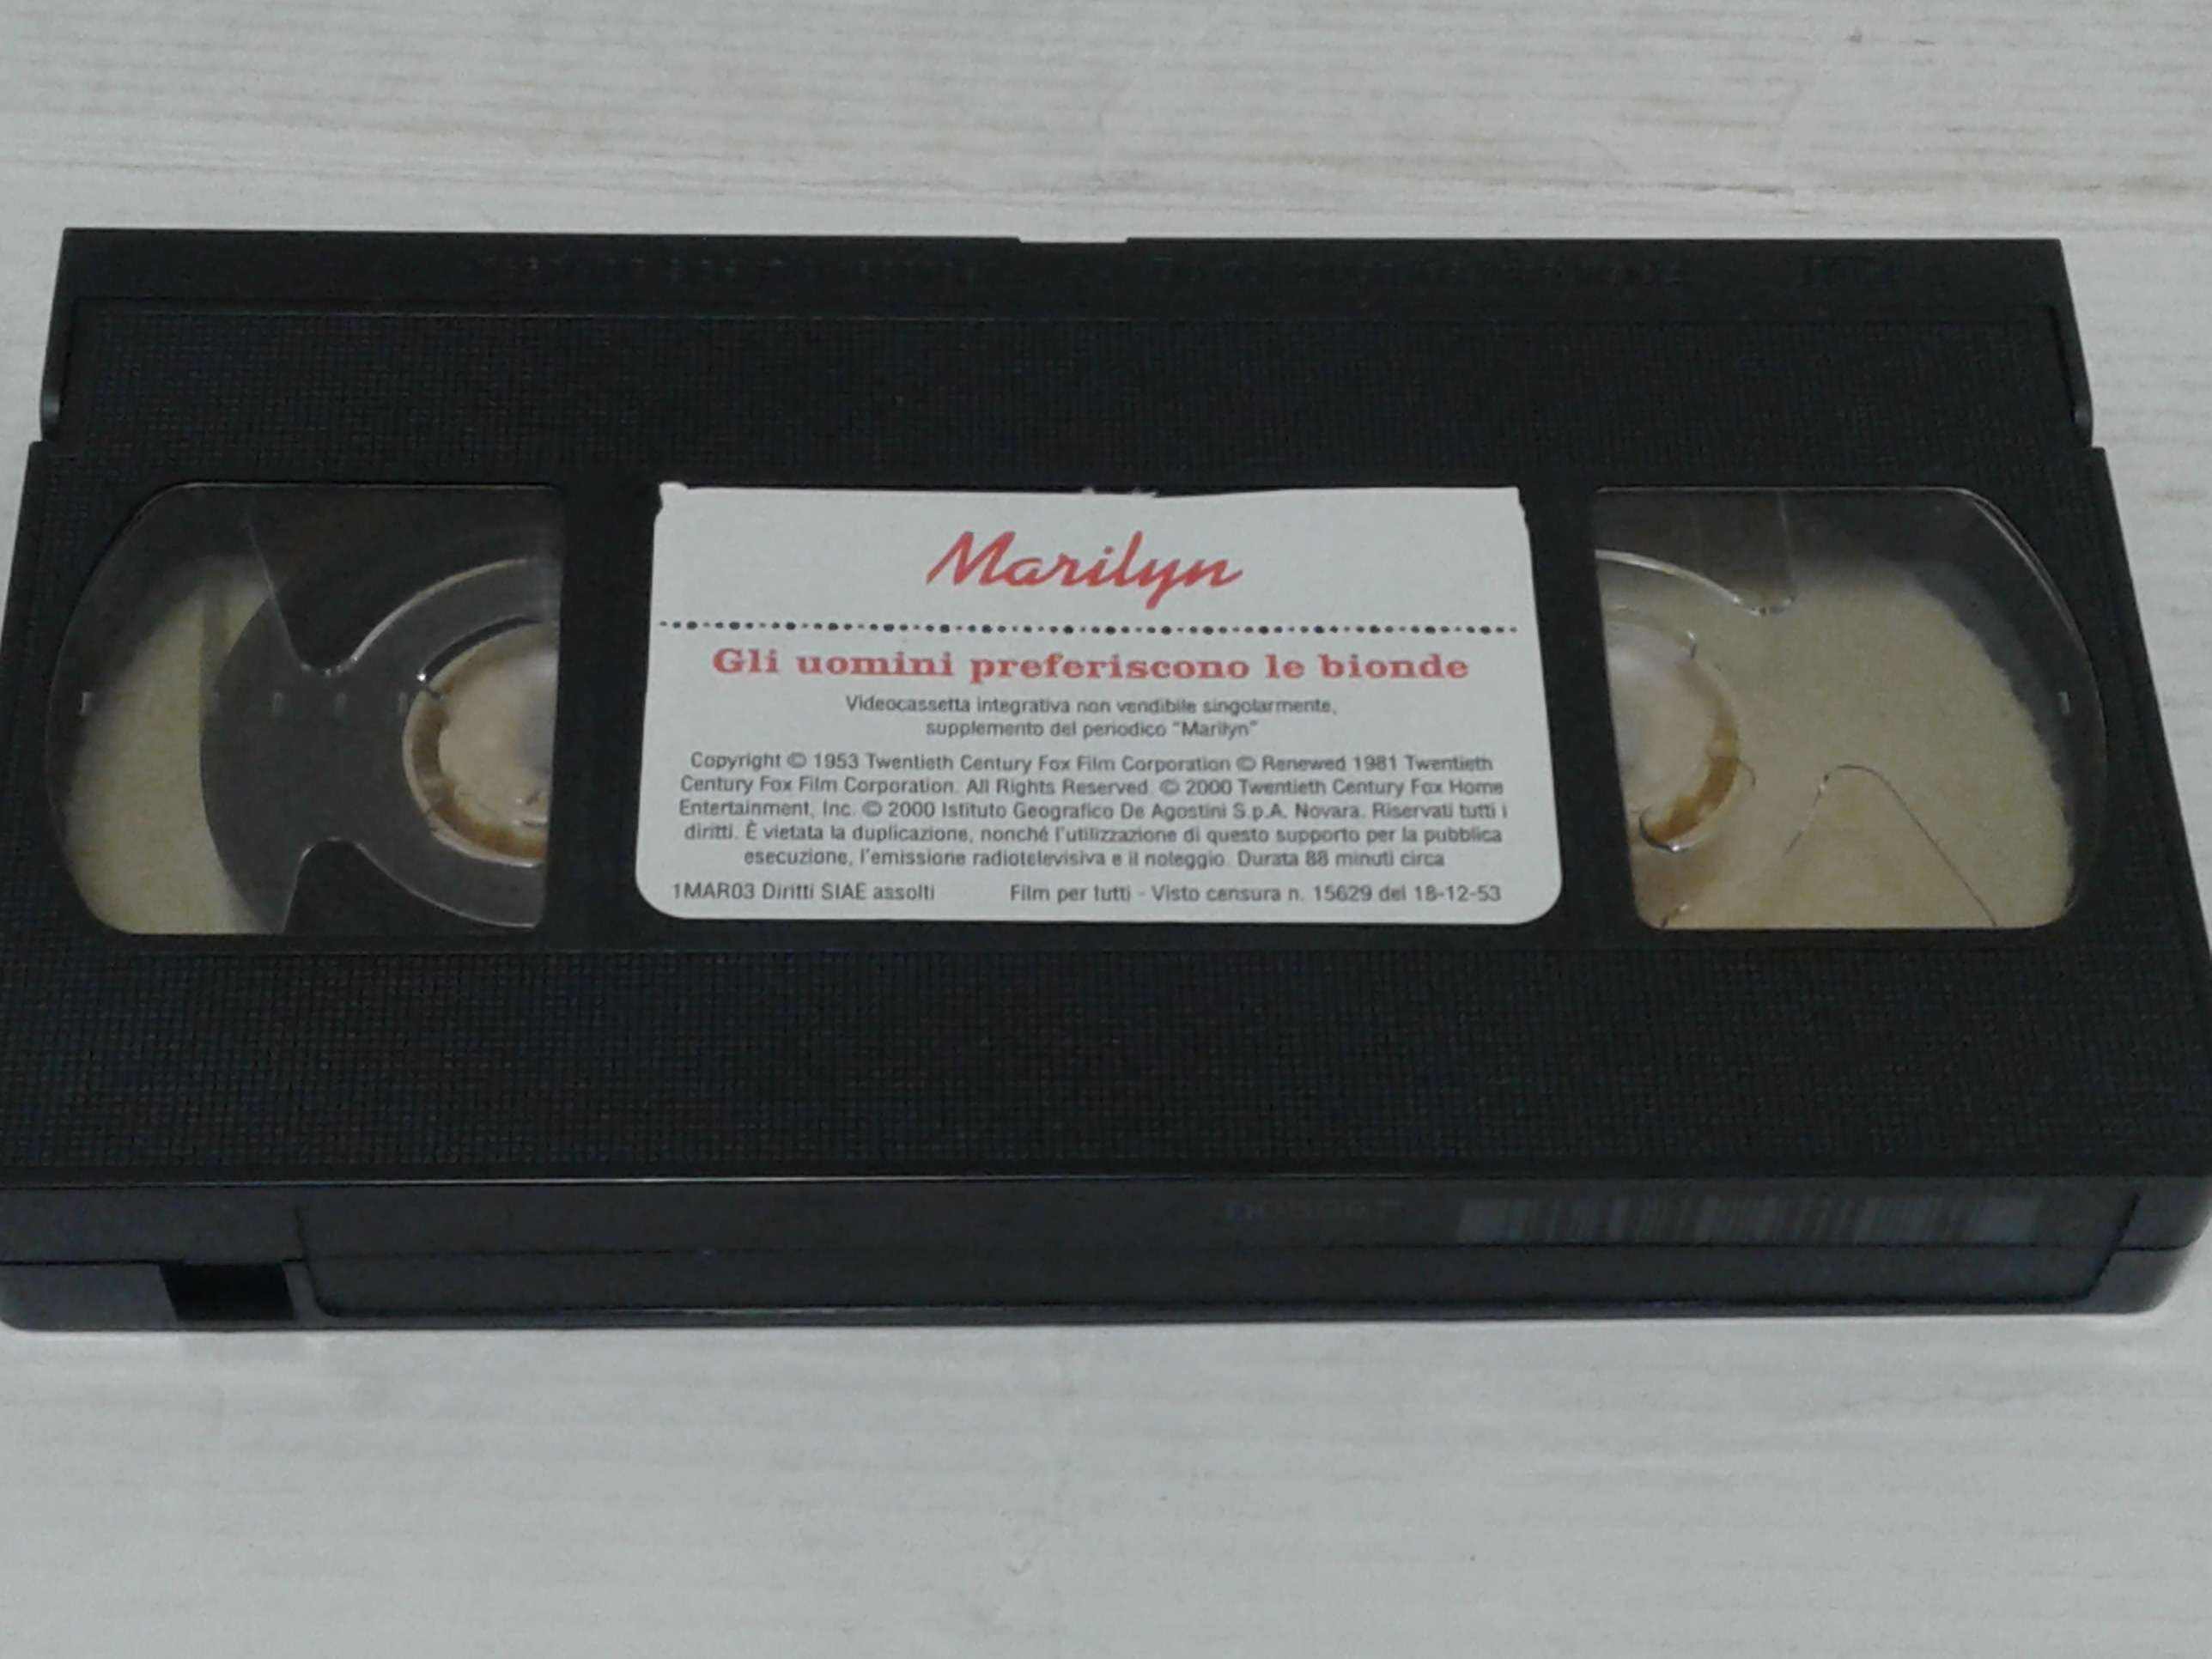 Marilyn
Gli uomini preferiscono le bionde
Videocassetta integrativa non vendibile singolarmente,
supplemento del periodico "Marilyn"
Copyright © 1953 Twentieth Century Fox Film Corporation © Renewed 1981 Twentieth
Century Fox Film Corporation. All Rights Reserved. © 2000 Twentieth Century Fox Home
Entertainment, Inc. © 2000 Istituto Geografico De Agostini S.p.A. Novara. Riservati tutti i
diritti. È vietata la duplicazione, nonché l'utilizzazione di questo supporto per la pubblica
esecuzione, l'emissione radiotelevisiva e il noleggio. Durata 88 minuti circa
1MAR03 Diritti SIAE assolti Film per tutti - Visto censura n. 15629 del 18-12-53